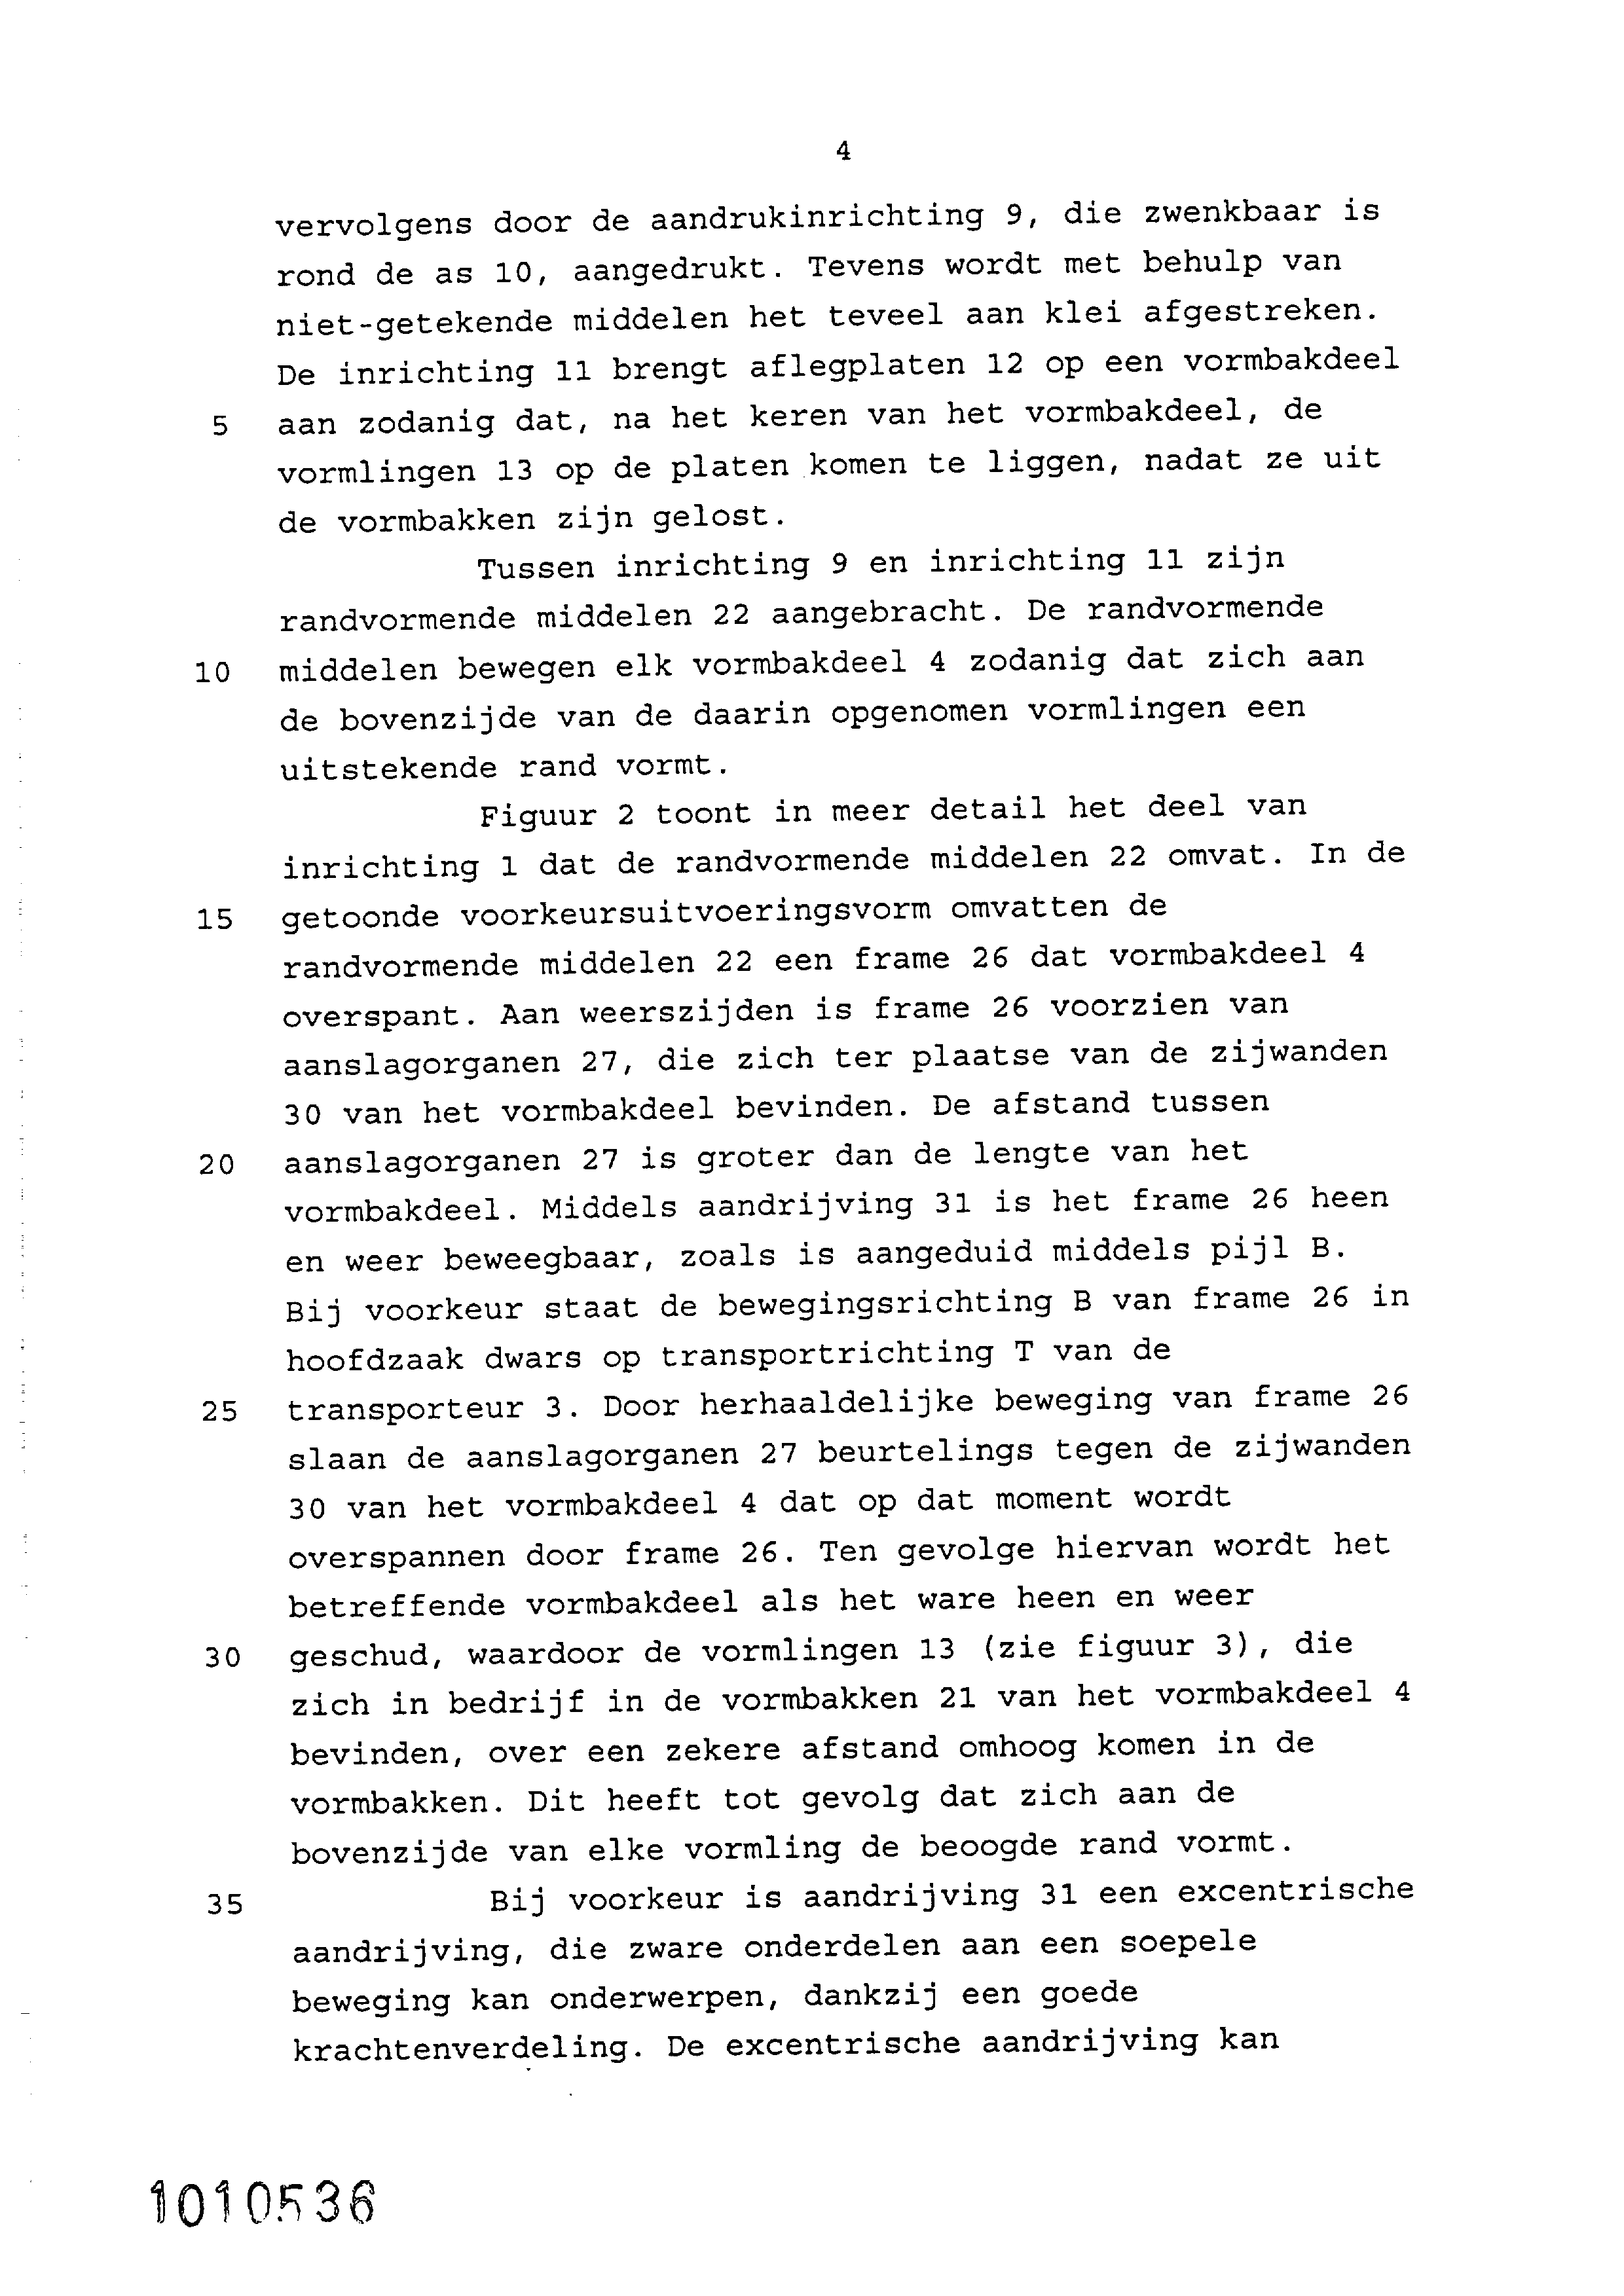 4
vervolgens door de aandrukinrichting 9, die zwenkbaar is
rond de as 10, aangedrukt. Tevens wordt met behulp van
niet-getekende middelen het teveel aan klei afgestreken.
De inrichting 11 brengt aflegplaten 12 op een vormbakdeel
5 aan zodanig dat, na het keren van het vormbakdeel, de
vormlingen 13 op de platen komen te liggen, nadat ze uit
de vormbakken zijn gelost.
Tussen inrichting 9 en inrichting 11 zijn
randvormende middelen 22 aangebracht. De randvormende
10 middelen bewegen elk vormbakdeel 4 zodanig dat zich aan
de bovenzijde van de daarin opgenomen vormlingen een
uitstekende rand vormt.
Figuur 2 toont in meer detail het deel van
inrichting 1 dat de randvormende middelen 22 omvat. In de
15 getoonde voorkeursuitvoeringsvorm omvatten de
randvormende middelen 22 een frame 26 dat vormbakdeel 4
overspant. Aan weerszijden is frame 26 voorzien van
aanslagorganen 27, die zich ter plaatse van de zijwanden
30 van het vormbakdeel bevinden. De afstand tussen
20 aanslagorganen 27 is groter dan de lengte van het
vormbakdeel. Middels aandrijving 31 is het frame 26 heen
en weer beweegbaar, zoals is aangeduid middels pijl B.
Bij voorkeur staat de bewegingsrichting B van frame 26 in
hoofdzaak dwars op transportrichting T van de
25 transporteur 3. Door herhaaldelijke beweging van frame 26
slaan de aanslagorganen 27 beurtelings tegen de zijwanden
30 van het vormbakdeel 4 dat op dat moment wordt
overspannen door frame 26. Ten gevolge hiervan wordt het
betreffende vormbakdeel als het ware heen en weer
30 geschud, waardoor de vormlingen 13 (zie figuur 3), die
zich in bedrijf in de vormbakken 21 van het vormbakdeel 4
bevinden, over een zekere afstand omhoog komen in de
vormbakken. Dit heeft tot gevolg dat zich aan de
bovenzijde van elke vormling de beoogde rand vormt.
35 Bij voorkeur is aandrijving 31 een excentrische
aandrijving, die zware onderdelen aan een soepele
beweging kan onderwerpen, dankzij een goede
krachtenverdeling. De excentrische aandrijving kan
1010536